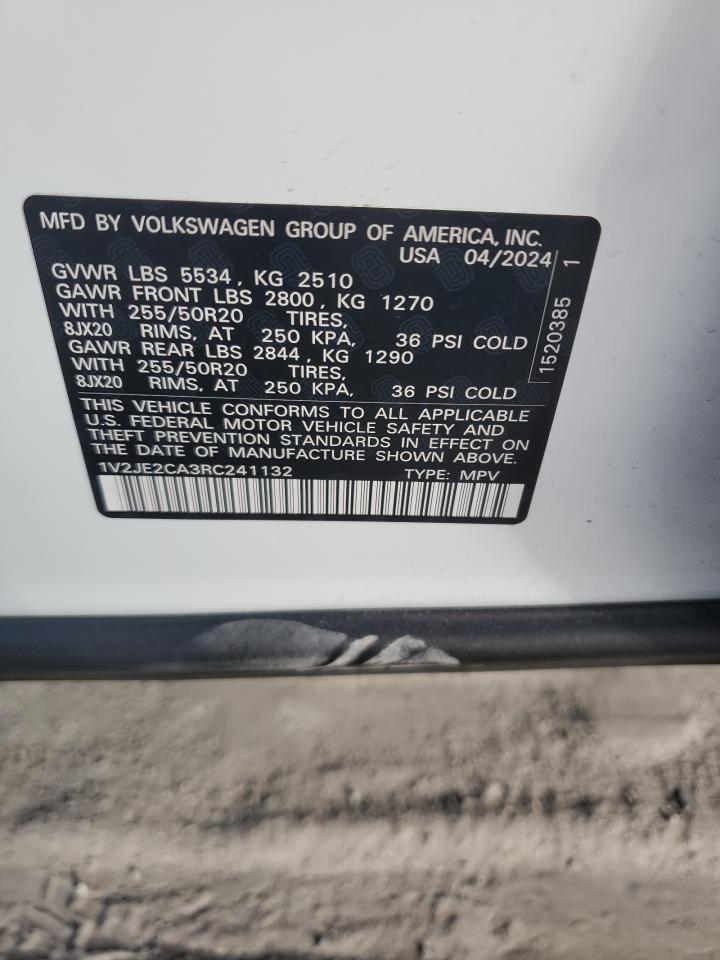 MFD BY VOLKSWAGEN GROUP OF AMERICA, INC.
USA 04/2024
GVWR LBS 5534, KG 2510
GAWR FRONT LBS 2800, KG 1270
WITH 255/50R20 TIRES,
8JX20 RIMS, AT 250 KPA, 36 PSI COLD
GAWR REAR LBS 2844, KG 1290
WITH 255/50R20 TIRES,
8JX20 RIMS, AT 250 KPA, 36 PSI COLD
1520385 1
THIS VEHICLE CONFORMS TO ALL APPLICABLE
U.S. FEDERAL MOTOR VEHICLE SAFETY AND
THEFT PREVENTION STANDARDS IN EFFECT ON
THE DATE OF MANUFACTURE SHOWN ABOVE.
1V2JE2CA3RC241132 TYPE: MPV